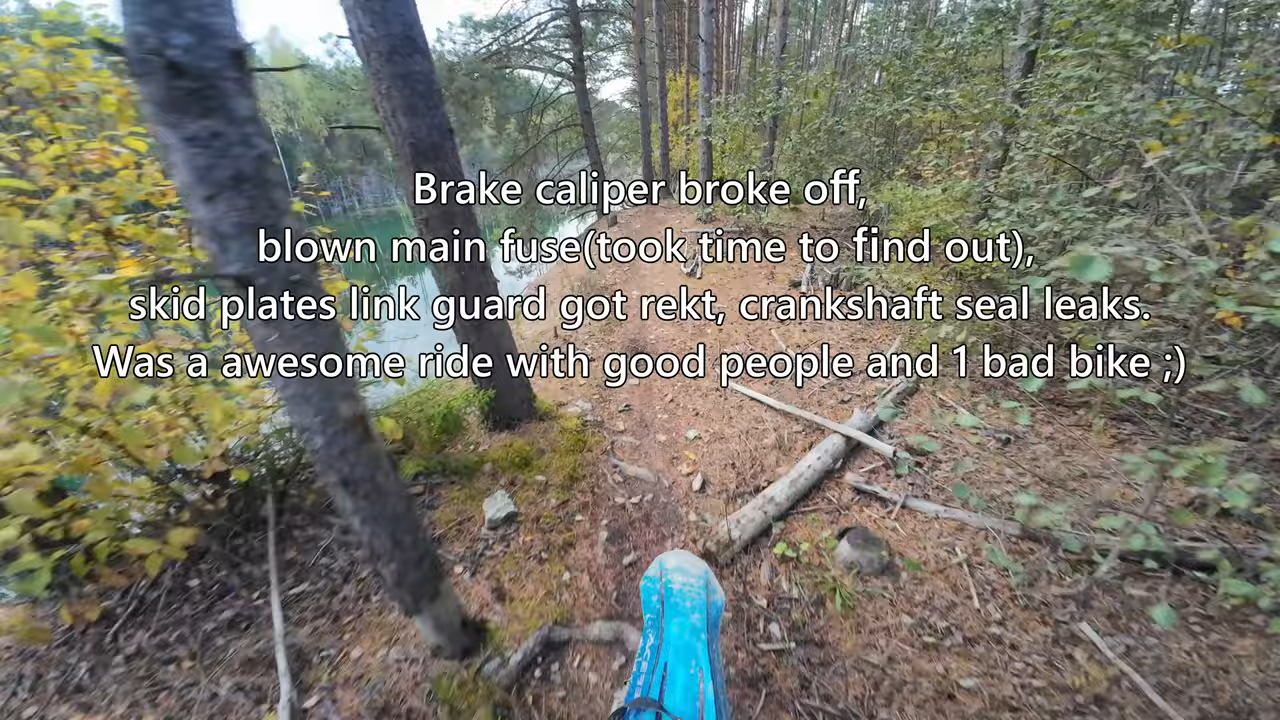 Brake caliper broke off,
blown main fuse(took time to find out),
skid plates link guard got rekt, crankshaft seal leaks.
Was a awesome ride with good people and 1 bad bike ;)